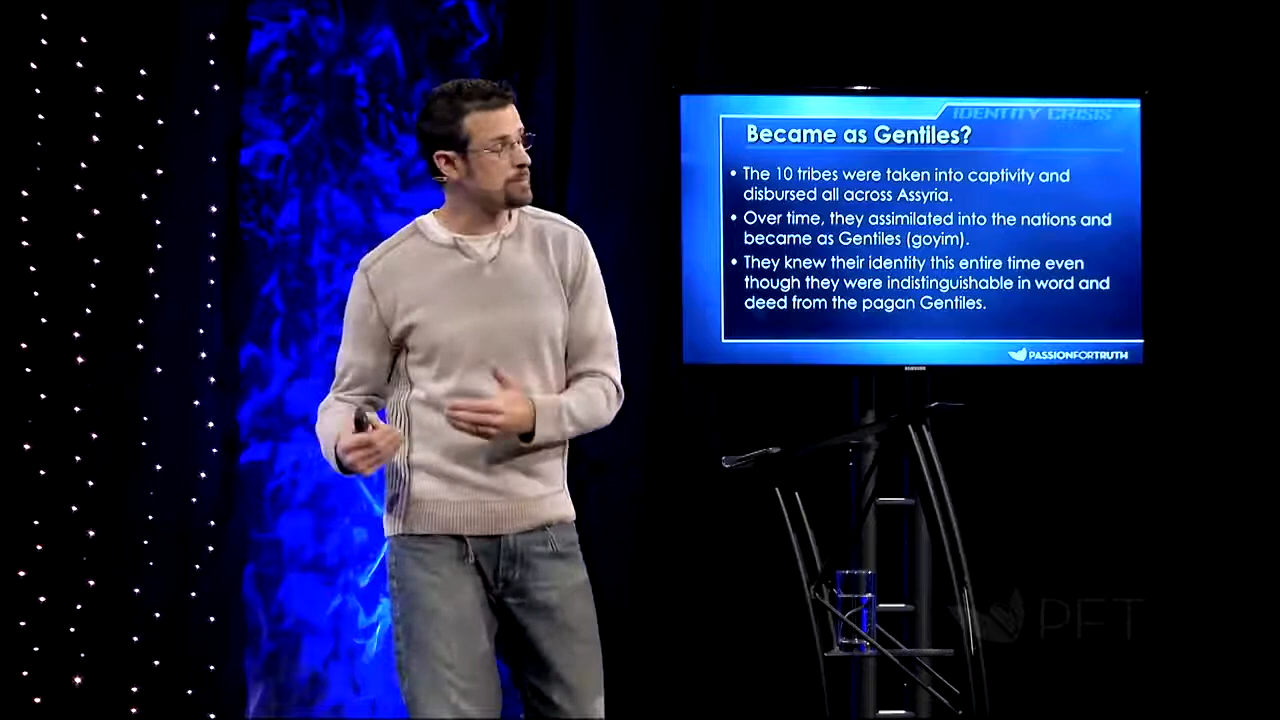 IDENTITY CRISIS
Became as Gentiles?
• The 10 tribes were taken into captivity and
disbursed all across Assyria.
• Over time, they assimilated into the nations and
became as Gentiles (goyim).
• They knew their identity this entire time even
though they were indistinguishable in word and
deed from the pagan Gentiles.
PASSIONFORTRUTH
SAMSUNG
PFT